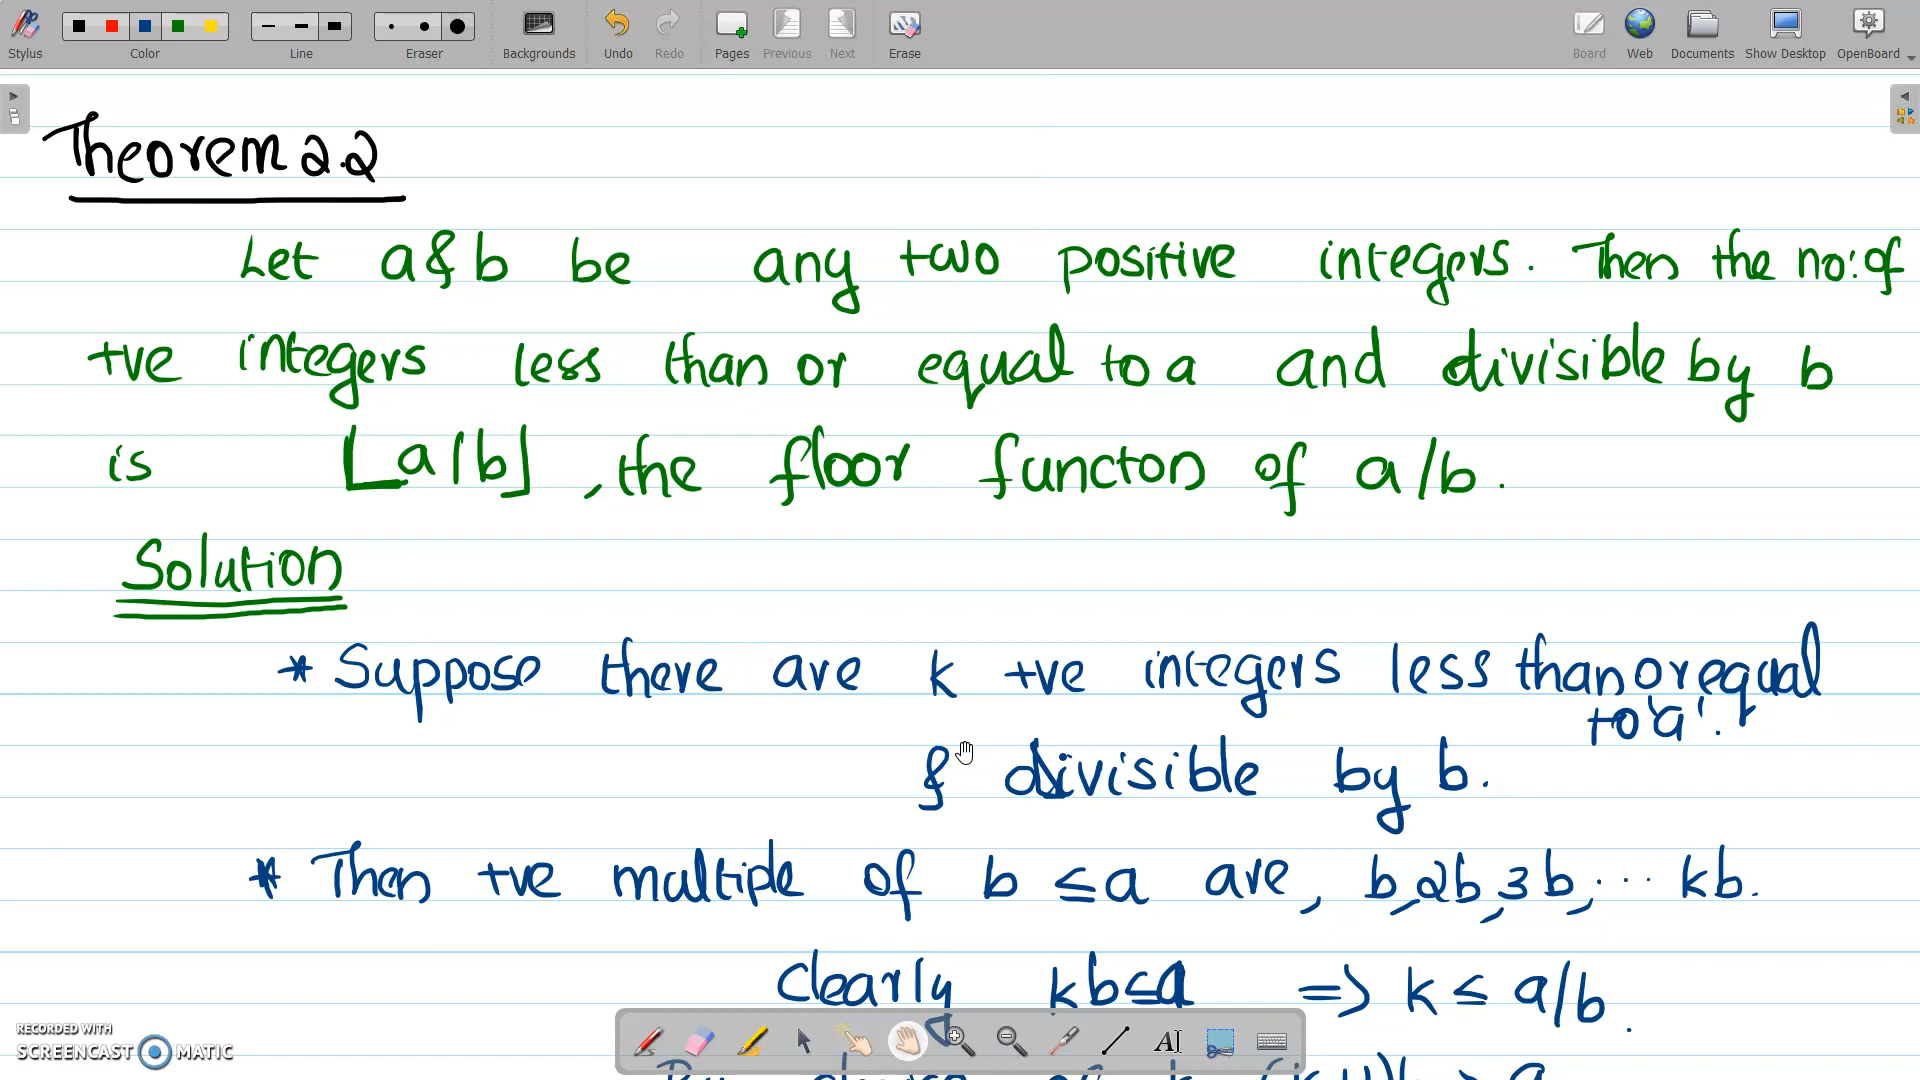 Stylus Color Line Eraser Backgrounds Undo Redo Pages Previous Next Erase Board Web Documents Show Desktop OpenBoard
Theorem 2.2
Let a & b be any two positive integers. Then the no: of
+ve integers less than or equal to a and divisible by b
is ⌊a/b⌋, the floor functon of a/b.
Solution
* Suppose there are k +ve integers less than or equal
to 'a'.
& divisible by b.
* Then +ve multiple of b ≤ a are, b, 2b, 3b, ... kb.
Clearly kb ≤ a => k ≤ a/b.
RECORDED WITH
SCREENCAST MATIC